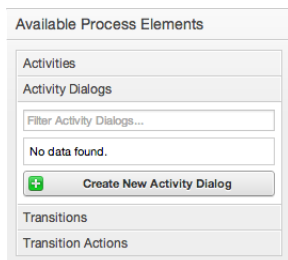 Available Process Elements
Activities
Activity Dialogs
Filter Activity Dialogs...
No data found.
Create New Activity Dialog
Transitions
Transition Actions